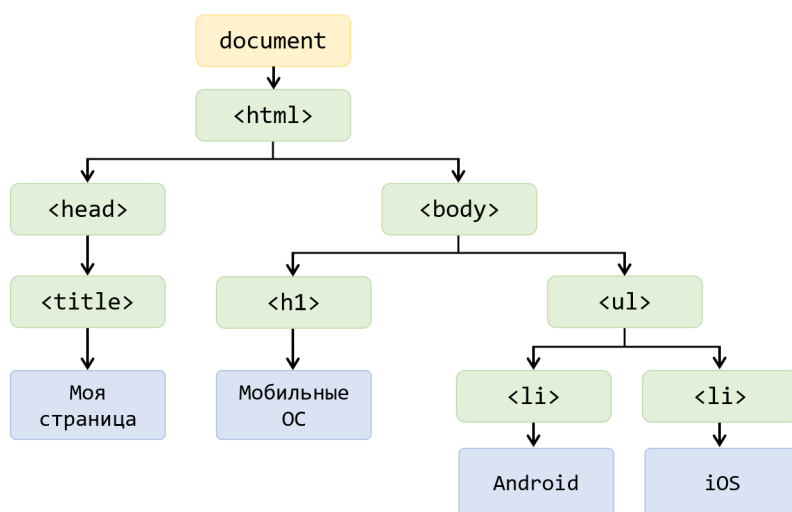 document
<html>
<head>
<body>
<title>
<h1>
<ul>
Моя
страница
Мобильные
ОС
<li>
<li>
Android
iOS